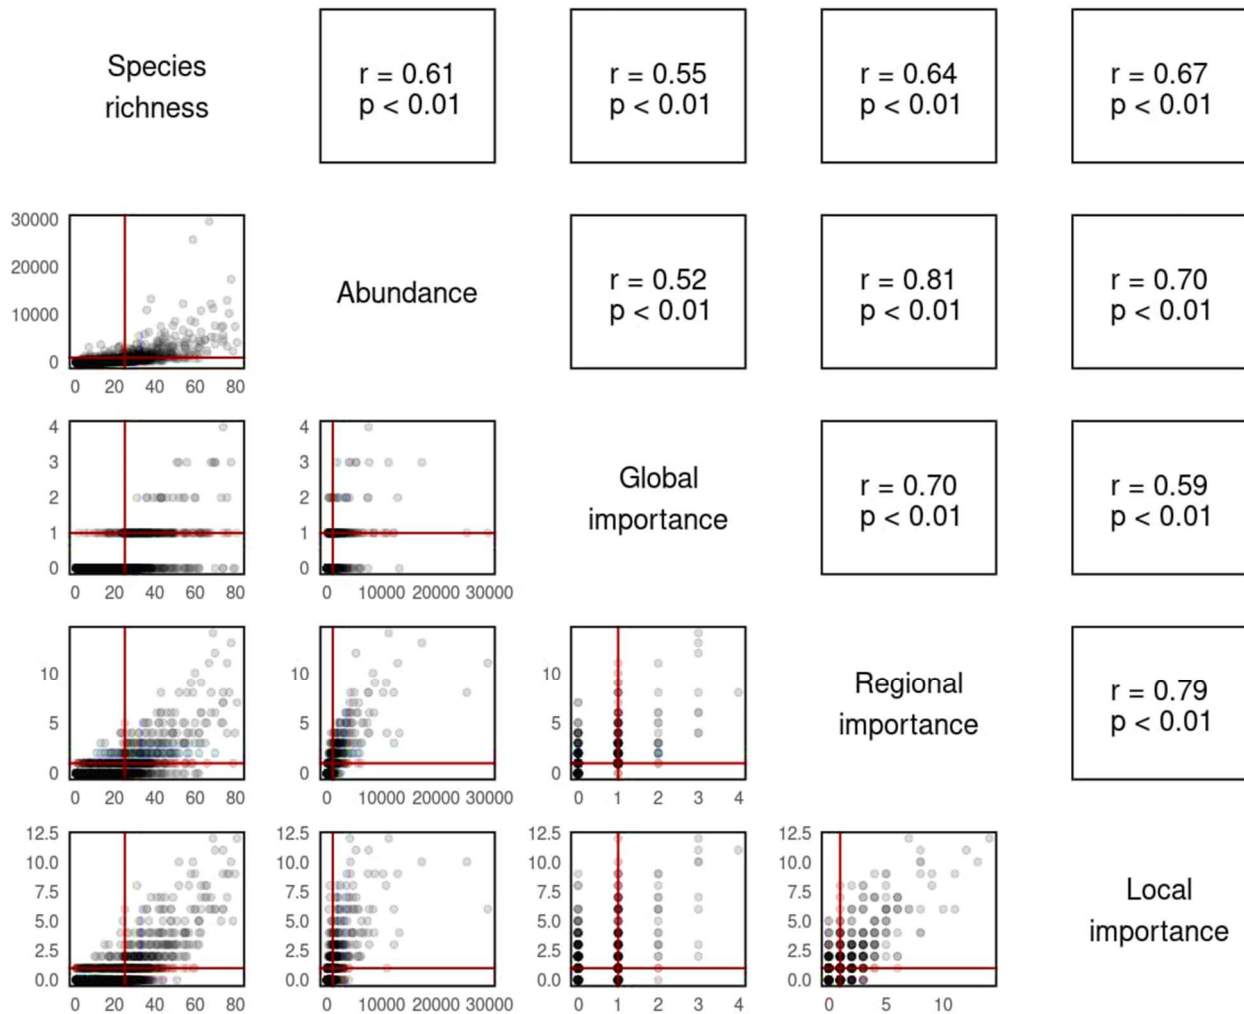 Species
richness
r = 0.61
p < 0.01
r = 0.55
p < 0.01
r = 0.64
p < 0.01
r = 0.67
p < 0.01
30000
20000
10000
0
0 20 40 60 80
Abundance
r = 0.52
p < 0.01
r = 0.81
p < 0.01
r = 0.70
p < 0.01
4
3
2
1
0
0 20 40 60 80
4
3
2
1
0
0 10000 20000 30000
Global
importance
r = 0.70
p < 0.01
r = 0.59
p < 0.01
10
5
0
0 20 40 60 80
10
5
0
0 10000 20000 30000
10
5
0
0 1 2 3 4
Regional
importance
r = 0.79
p < 0.01
12.5
10.0
7.5
5.0
2.5
0.0
0 20 40 60 80
12.5
10.0
7.5
5.0
2.5
0.0
0 10000 20000 30000
12.5
10.0
7.5
5.0
2.5
0.0
0 1 2 3 4
12.5
10.0
7.5
5.0
2.5
0.0
0 5 10
Local
importance